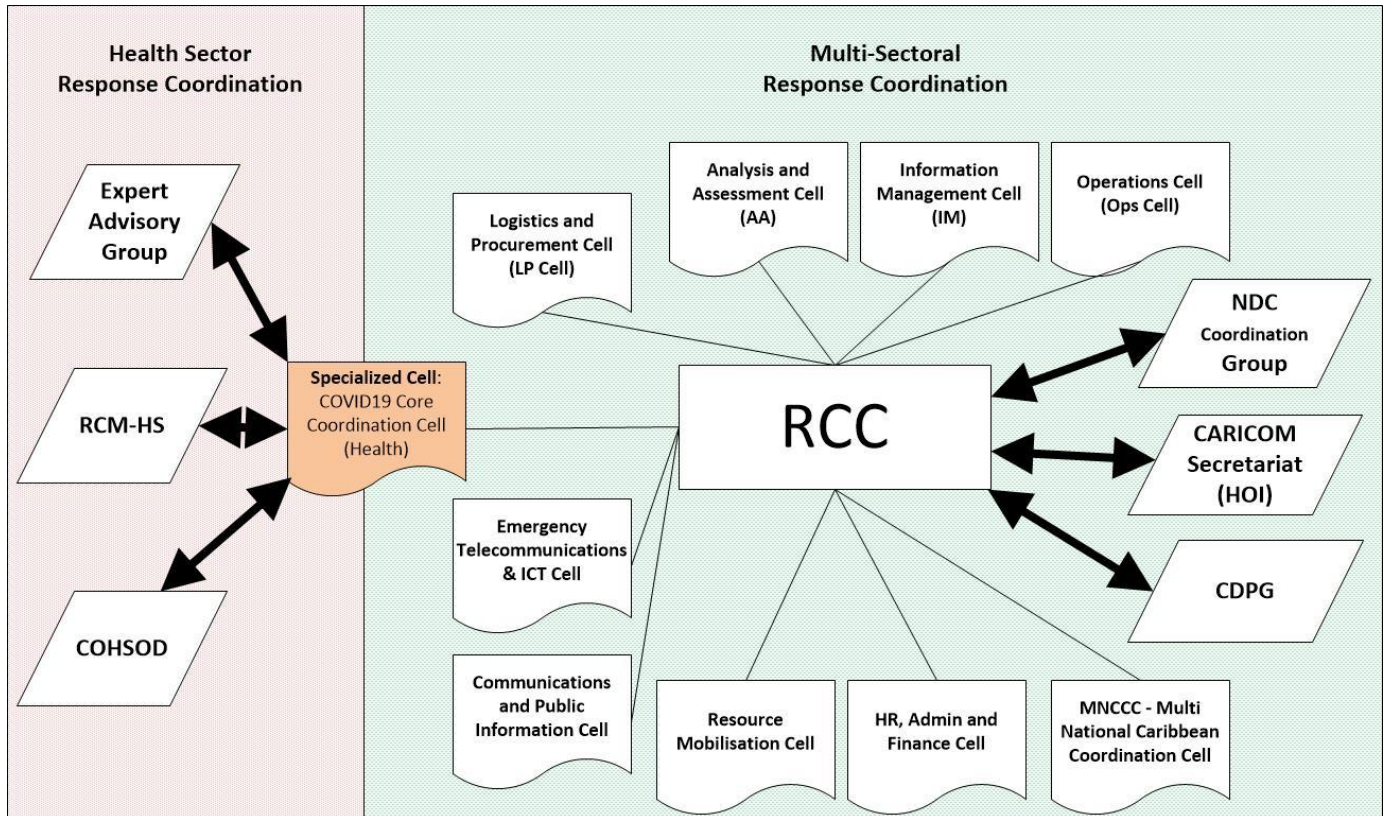 Health Sector
Response Coordination
Multi-Sectoral
Response Coordination
Expert
Advisory
Group
RCM-HS
COHSOD
Specialized Cell:
COVID19 Core
Coordination Cell
(Health)
Logistics and
Procurement Cell
(LP Cell)
Analysis and
Assessment Cell
(AA)
Information
Management Cell
(IM)
Operations Cell
(Ops Cell)
RCC
NDC
Coordination
Group
CARICOM
Secretariat
(HOI)
CDPG
Emergency
Telecommunications
& ICT Cell
Communications
and Public
Information Cell
Resource
Mobilisation Cell
HR, Admin and
Finance Cell
MNCCC - Multi
National Caribbean
Coordination Cell